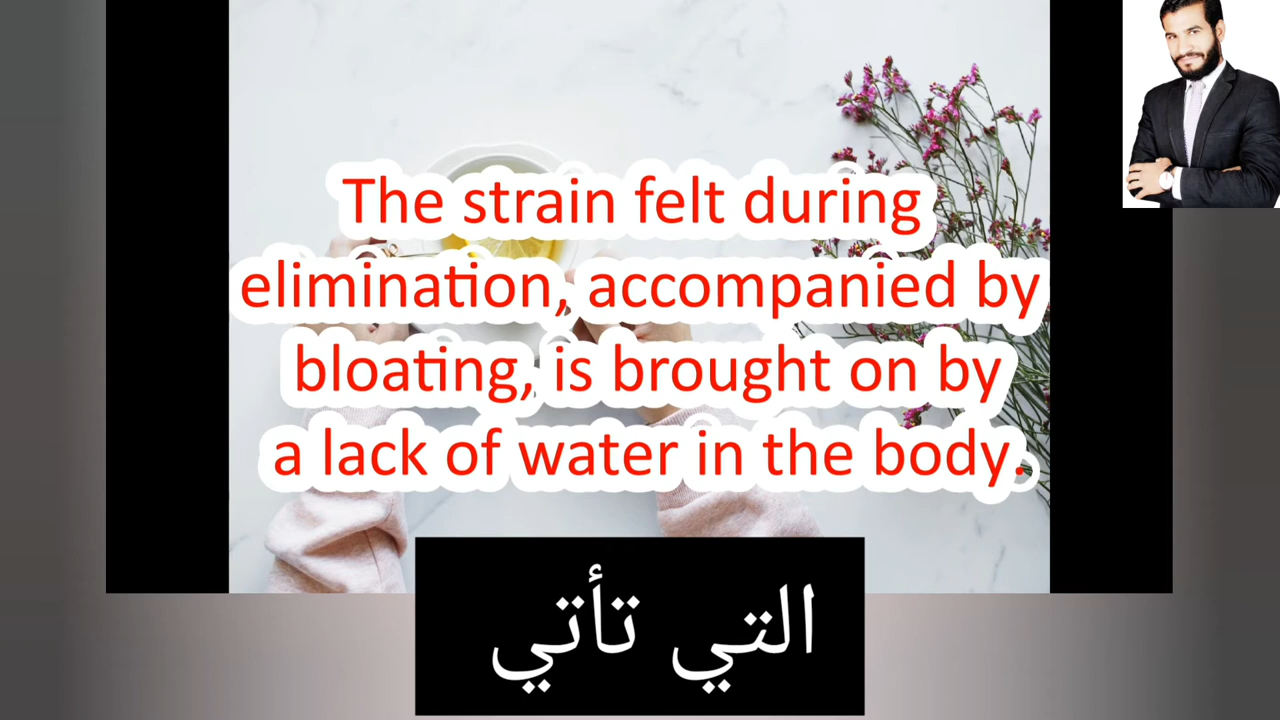 The strain felt during
elimination, accompanied by
bloating, is brought on by
a lack of water in the body.
التي تأتي